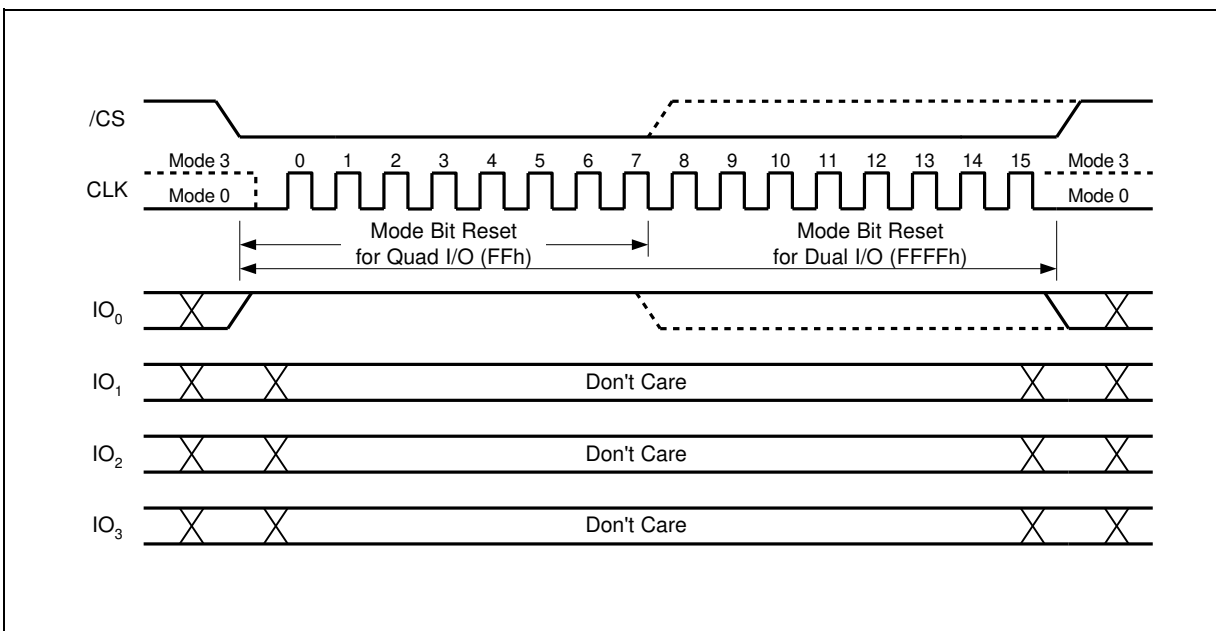 /CS
Mode 3 0 1 2 3 4 5 6 7 8 9 10 11 12 13 14 15 Mode 3
CLK
Mode 0 Mode 0
Mode Bit Reset Mode Bit Reset
for Quad I/O (FFh) for Dual I/O (FFFFh)
IO0
IO1 Don't Care
IO2 Don't Care
IO3 Don't Care